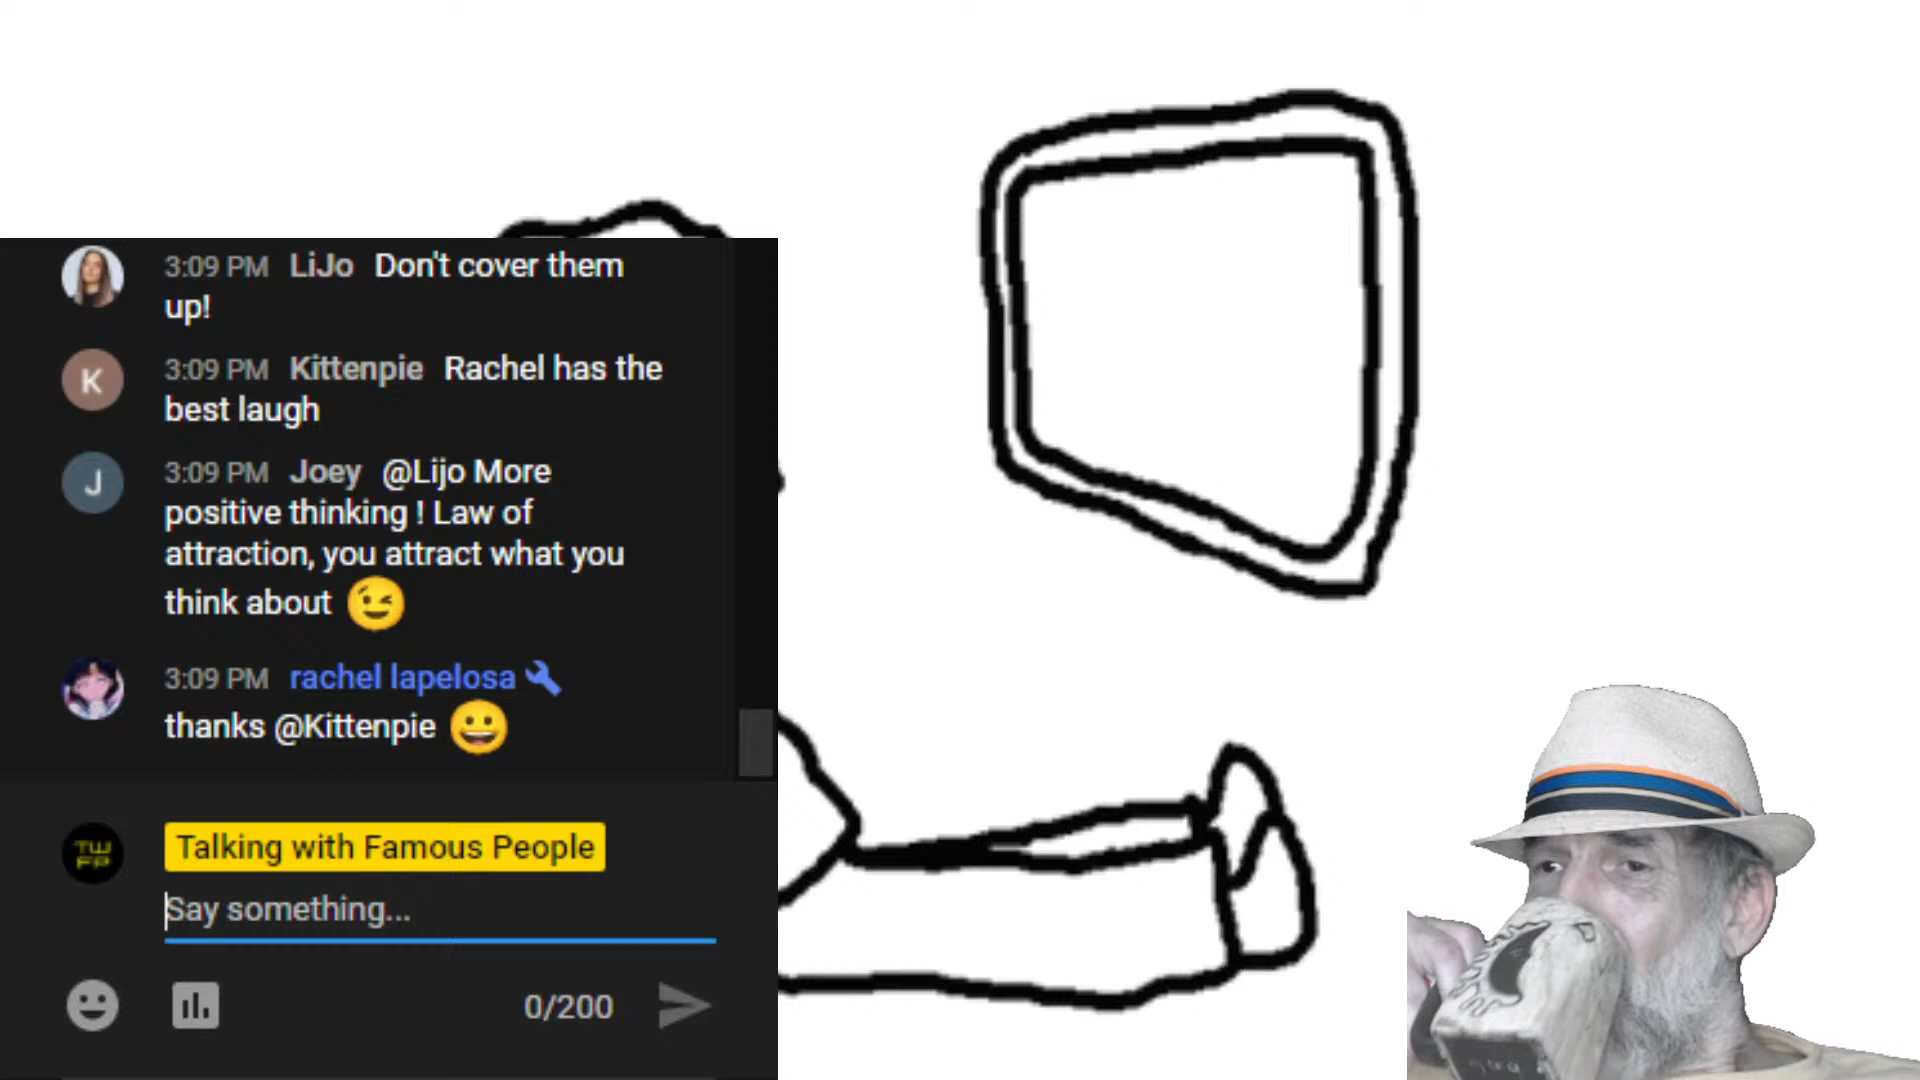 3:09 PM LiJo Don't cover them
up!
K
3:09 PM Kittenpie Rachel has the
best laugh
J
3:09 PM Joey @Lijo More
positive thinking ! Law of
attraction, you attract what you
think about 😉
3:09 PM rachel lapelosa
thanks @Kittenpie 😀
TW
FP
Talking with Famous People
Say something...
0/200